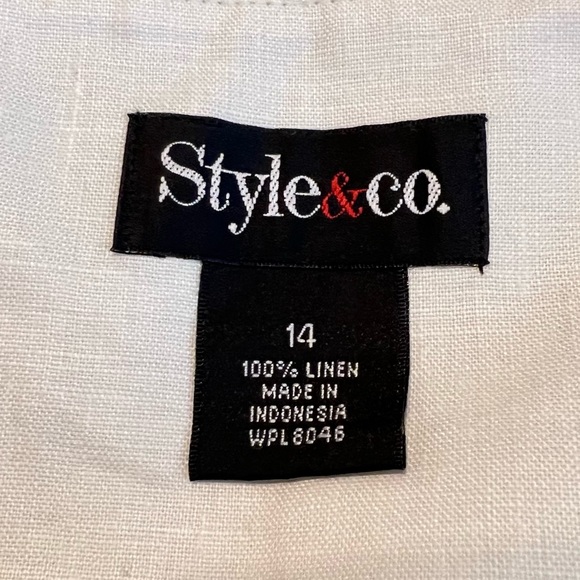 Style&co.
14
100% LINEN
MADE IN
INDONESIA
WPL8046